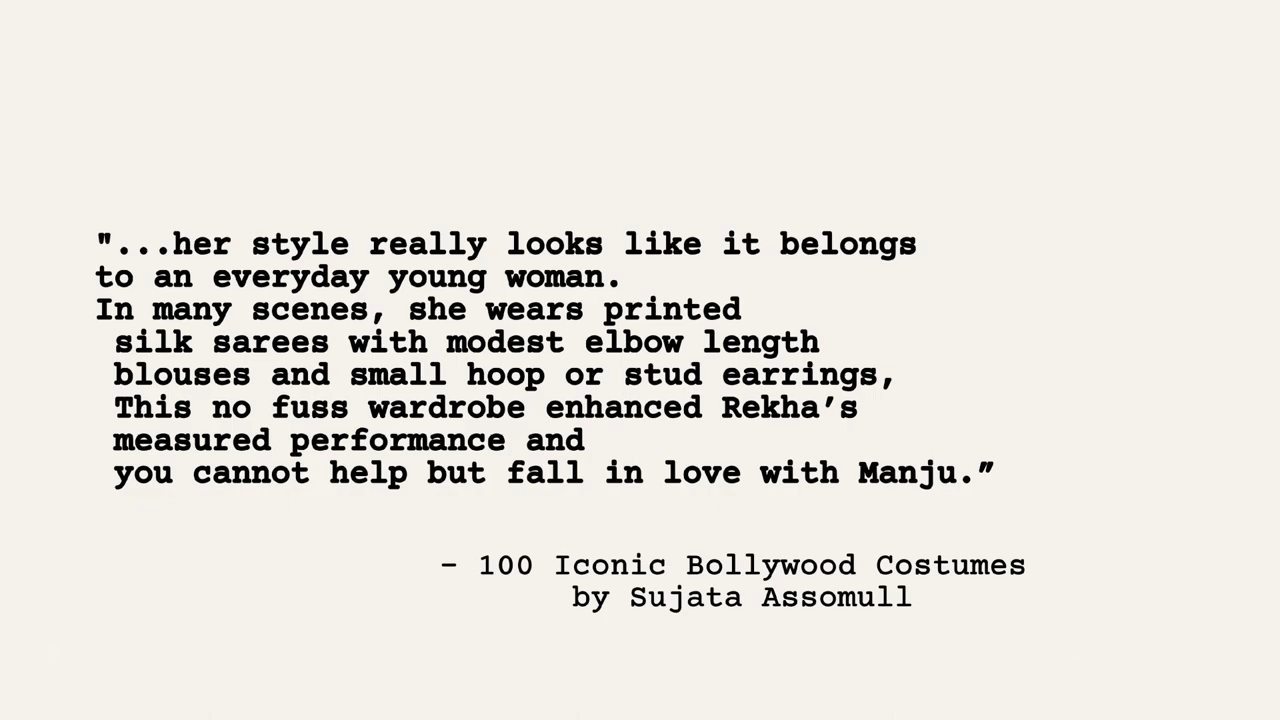 "...her style really looks like it belongs
to an everyday young woman.
In many scenes, she wears printed
silk sarees with modest elbow length
blouses and small hoop or stud earrings,
This no fuss wardrobe enhanced Rekha’s
measured performance and
you cannot help but fall in love with Manju.”
– 100 Iconic Bollywood Costumes
by Sujata Assomull